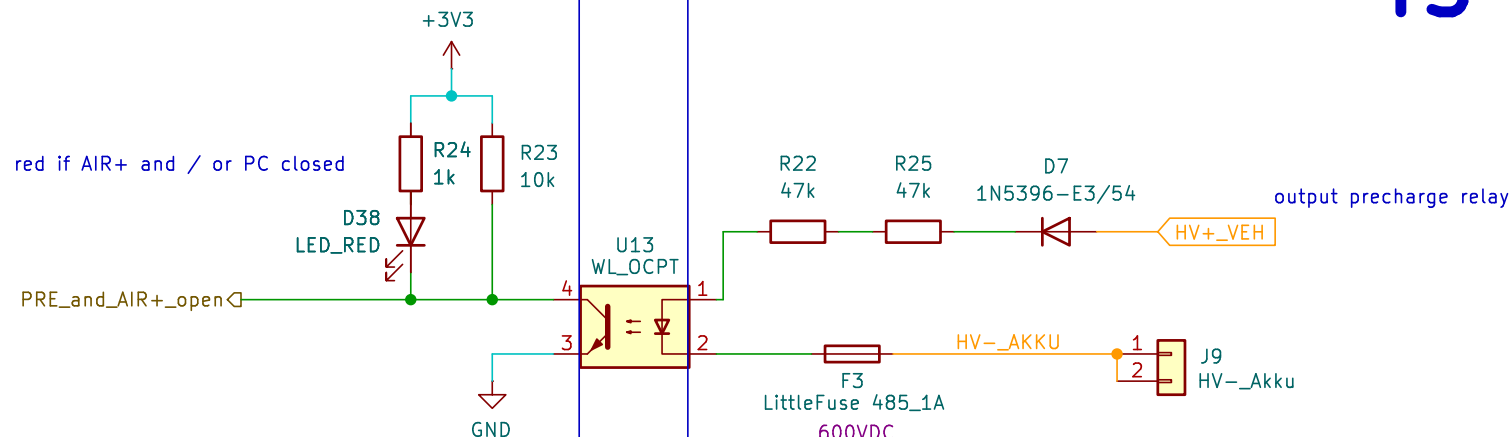 +3V3
red if AIR+ and / or PC closed
R24
1k
R23
10k
R22
47k
R25
47k
D7
1N5396-E3/54
output precharge relay
HV+_VEH
D38
LED_RED
U13
WL_OCPT
PRE_and_AIR+_open
4
1
3
2
HV-_AKKU
1
2
J9
HV-_Akku
F3
LittleFuse 485_1A
600VDC
GND